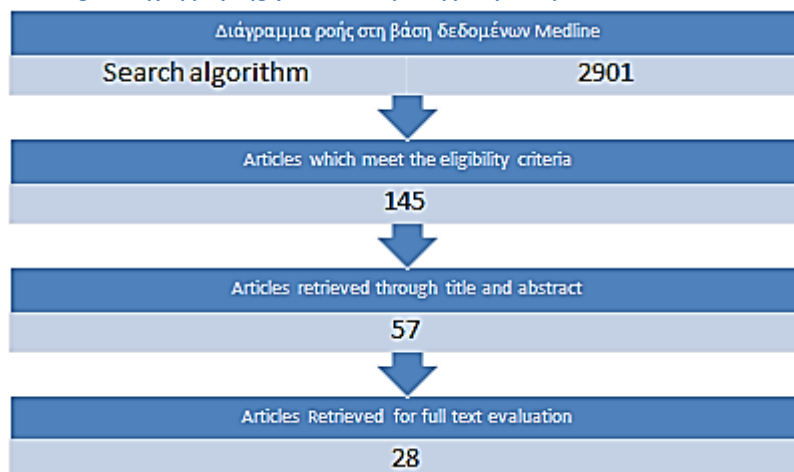 Διάγραμμα ροής στη βάση δεδομένων Medline
Search algorithm 2901
Articles which meet the eligibility criteria
145
Articles retrieved through title and abstract
57
Articles Retrieved for full text evaluation
28